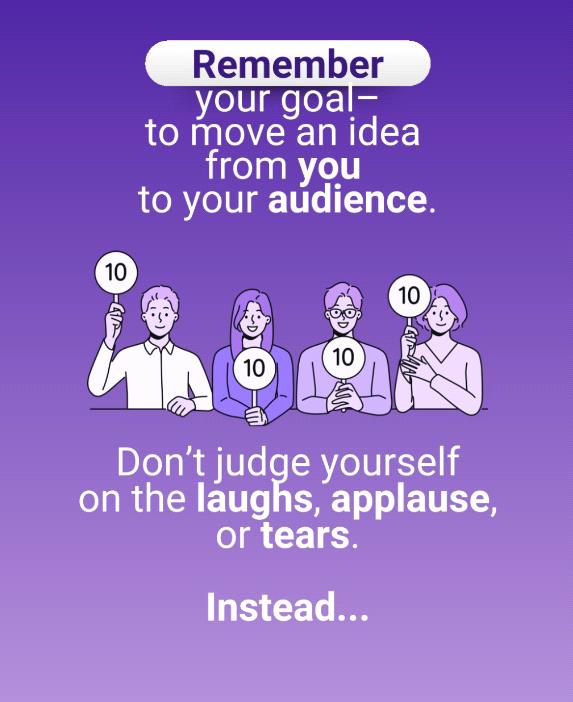 Remember
your goal–
to move an idea
from you
to your audience.
10
10
10
10
Don’t judge yourself
on the laughs, applause,
or tears.
Instead...